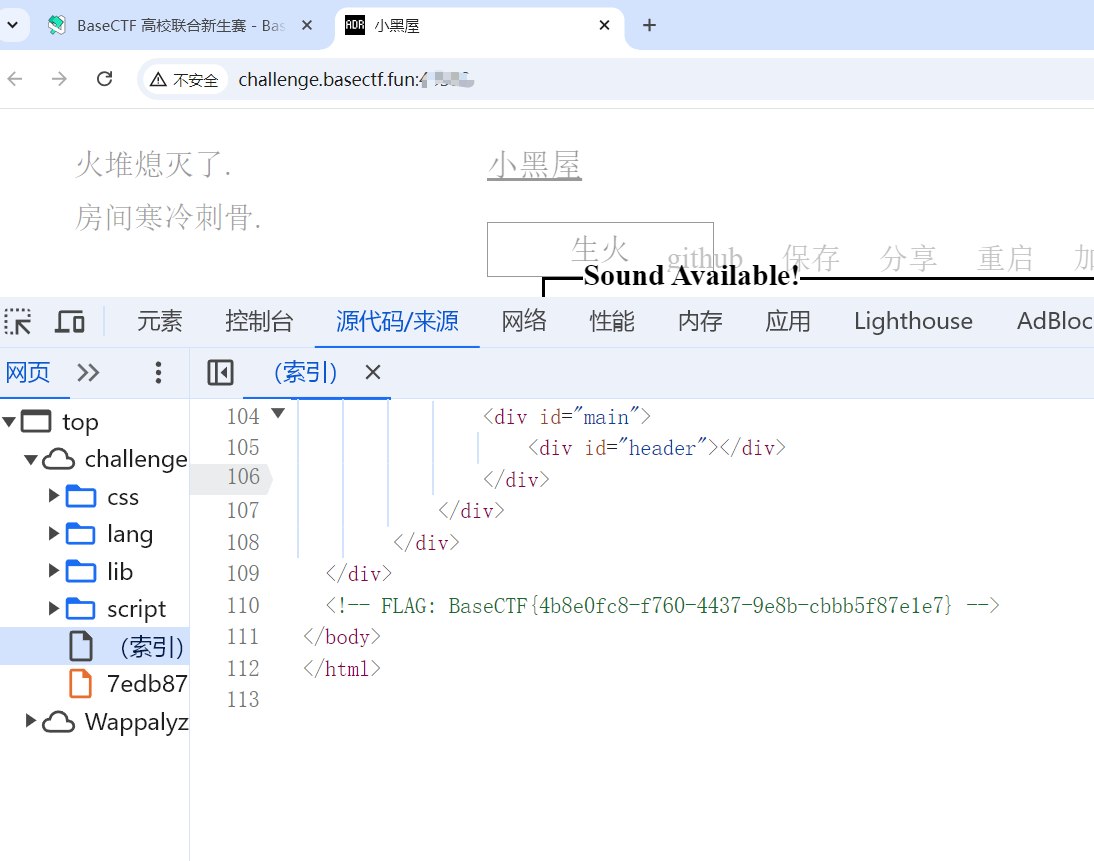 BaseCTF 高校联合新生赛 - Bas
ADR 小黑屋
不安全 challenge.basectf.fun:
火堆熄灭了.
房间寒冷刺骨.
小黑屋
生火
github 保存 分享 重启 加
Sound Available!
元素 控制台 源代码/来源 网络 性能 内存 应用 Lighthouse AdBloc
网页 (索引)
top
challenge
css
lang
lib
script
(索引)
7edb87
Wappalyz
104 <div id="main">
105 <div id="header"></div>
106 </div>
107 </div>
108 </div>
109 </div>
110 <!-- FLAG: BaseCTF{4b8e0fc8-f760-4437-9e8b-cbbb5f87e1e7} -->
111 </body>
112 </html>
113